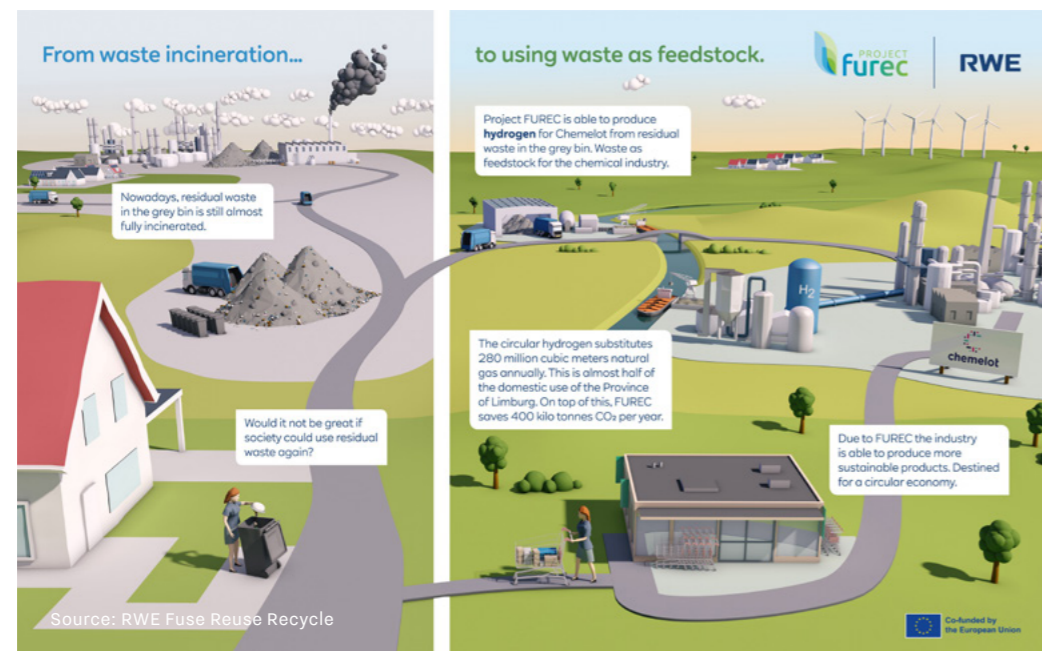 From waste incineration...
to using waste as feedstock.
PROJECT
furec
RWE
Project FUREC is able to produce
hydrogen for Chemelot from residual
waste in the grey bin. Waste as
feedstock for the chemical industry.
Nowadays, residual waste
in the grey bin is still almost
fully incinerated.
H2
chemelot
The circular hydrogen substitutes
280 million cubic meters natural
gas annually. This is almost half of
the domestic use of the Province
of Limburg. On top of this, FUREC
saves 400 kilo tonnes CO₂ per year.
Would it not be great if
society could use residual
waste again?
Due to FUREC the industry
is able to produce more
sustainable products. Destined
for a circular economy.
Source: RWE Fuse Reuse Recycle
Co-funded by
the European Union